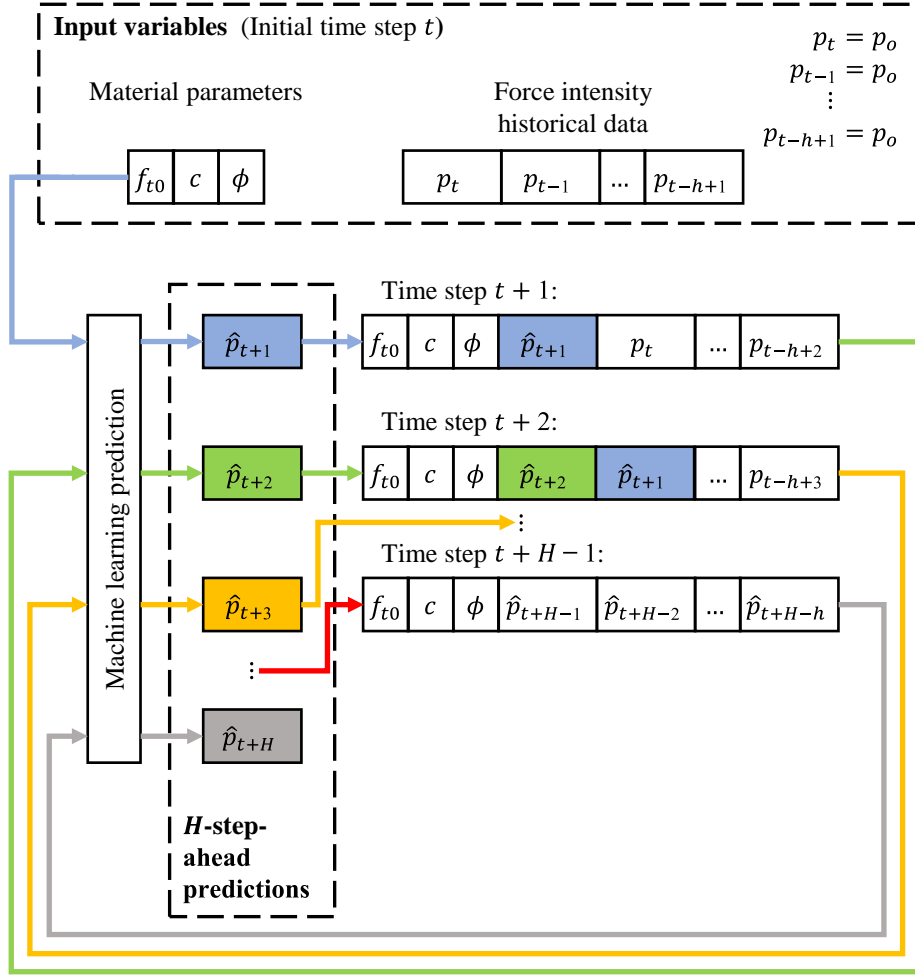 Input variables (Initial time step t)
p_t = p_o
p_{t−1} = p_o
⋮
p_{t−h+1} = p_o
Material parameters
Force intensity
historical data
f_{t0} c ϕ
p_t p_{t−1} ... p_{t−h+1}
Time step t + 1:
p̂_{t+1}
f_{t0} c ϕ p̂_{t+1} p_t ... p_{t−h+2}
Machine learning prediction
Time step t + 2:
p̂_{t+2}
f_{t0} c ϕ p̂_{t+2} p̂_{t+1} ... p_{t−h+3}
⋮
Time step t + H − 1:
p̂_{t+3}
f_{t0} c ϕ p̂_{t+H−1} p̂_{t+H−2} ... p̂_{t+H−h}
⋮
p̂_{t+H}
H-step-
ahead
predictions